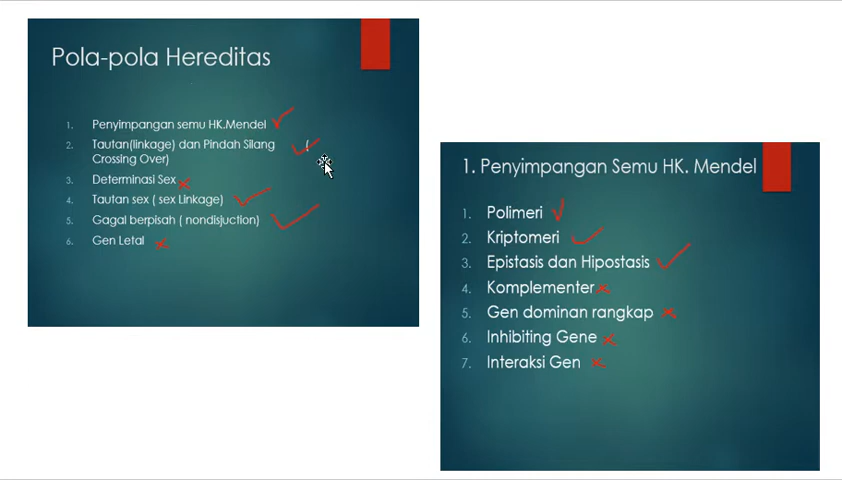 Pola-pola Hereditas
1. Penyimpangan semu HK.Mendel
2. Tautan(linkage) dan Pindah Silang (
Crossing Over)
3. Determinasi Sex
4. Tautan sex ( sex Linkage)
5. Gagal berpisah ( nondisjuction)
6. Gen Letal
1. Penyimpangan Semu HK. Mendel
1. Polimeri
2. Kriptomeri
3. Epistasis dan Hipostasis
4. Komplementer
5. Gen dominan rangkap
6. Inhibiting Gene
7. Interaksi Gen